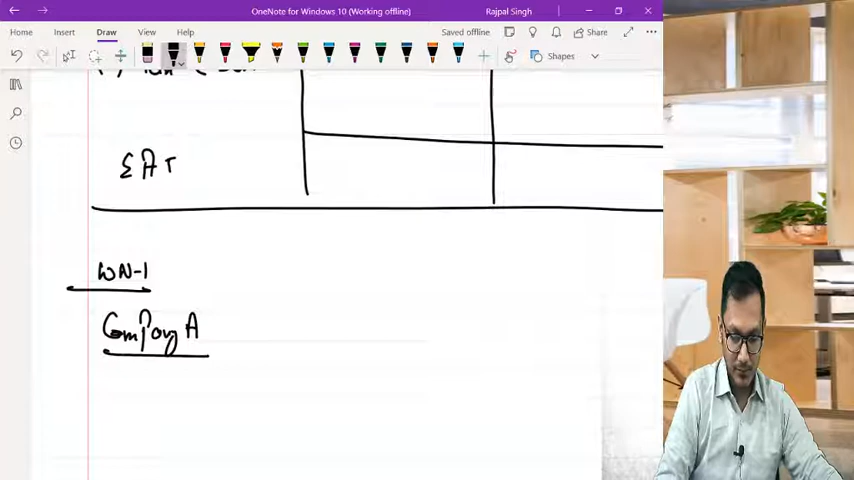 OneNote for Windows 10 (Working offline)
Rajpal Singh
Home Insert Draw View Help
Saved offline
Share
Shapes
EAT
WN-1
Company A